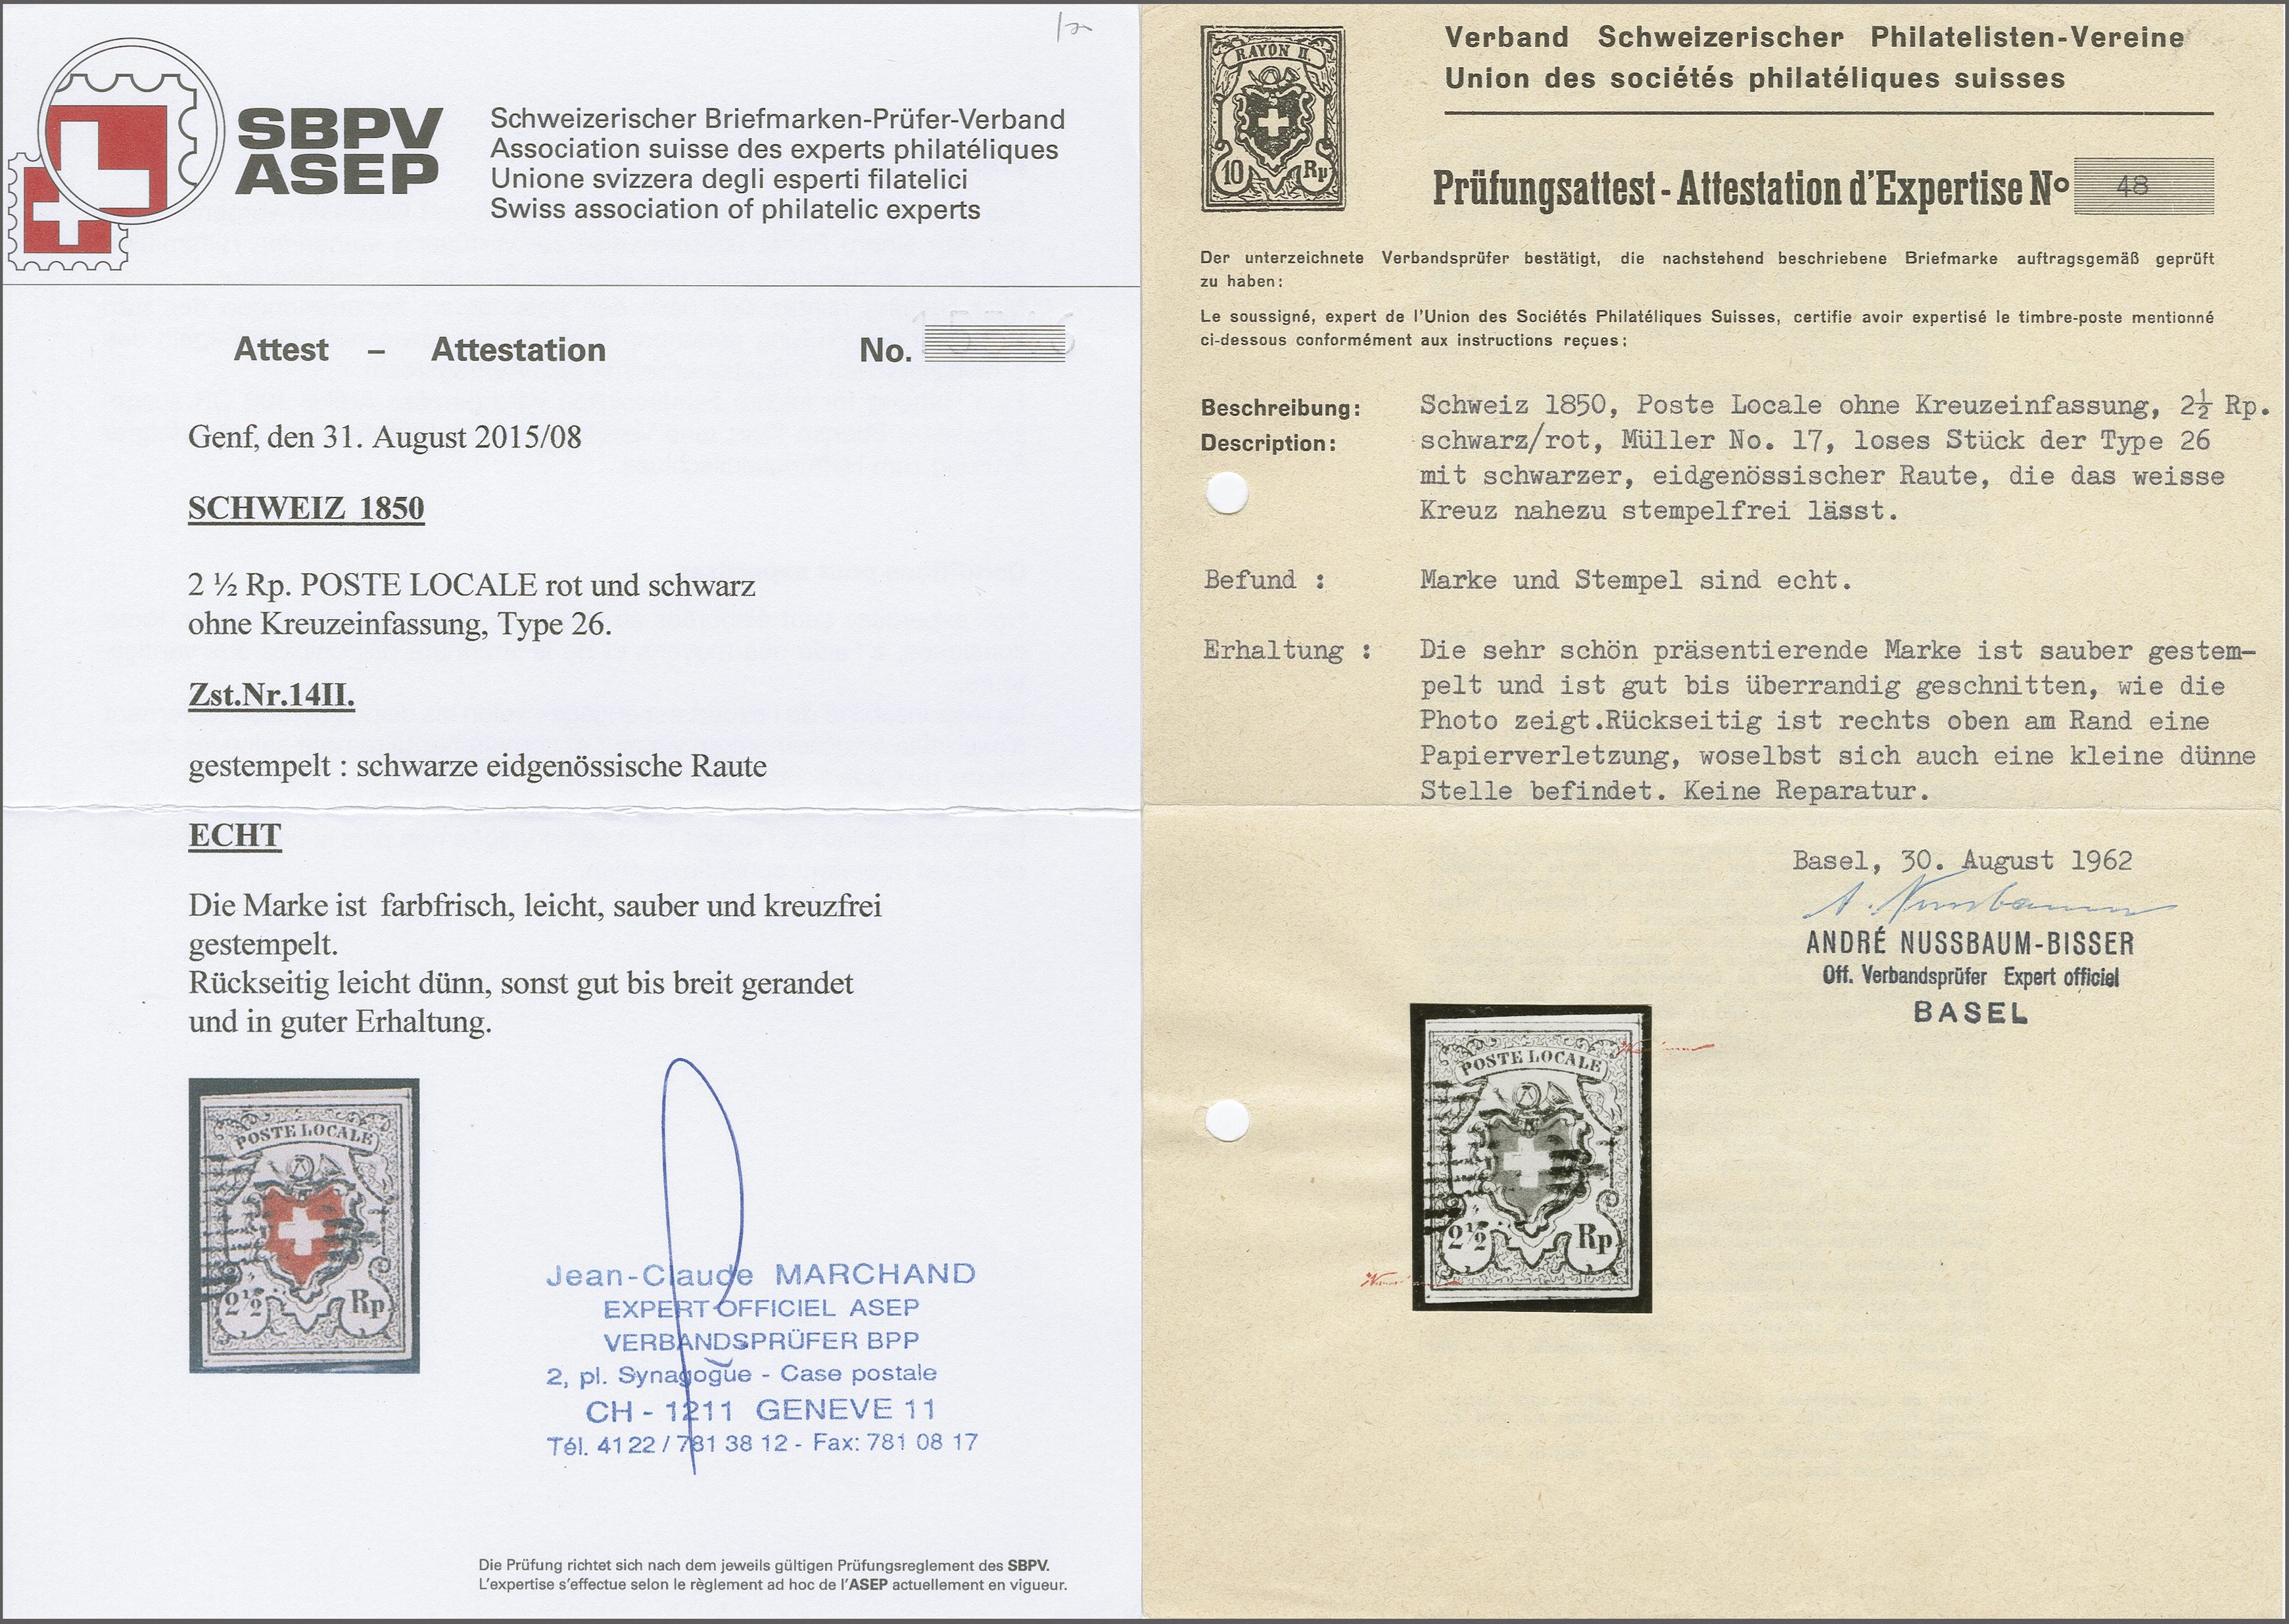 SBPV
ASEP
Schweizerischer Briefmarken-Prüfer-Verband
Association suisse des experts philatéliques
Unione svizzera degli esperti filatelici
Swiss association of philatelic experts
Attest – Attestation No.
Genf, den 31. August 2015/08
SCHWEIZ 1850
2 ½ Rp. POSTE LOCALE rot und schwarz
ohne Kreuzeinfassung, Type 26.
Zst.Nr.14II.
gestempelt : schwarze eidgenössische Raute
ECHT
Die Marke ist farbfrisch, leicht, sauber und kreuzfrei
gestempelt.
Rückseitig leicht dünn, sonst gut bis breit gerandet
und in guter Erhaltung.
POSTE LOCALE
2½ Rp
Jean-Claude MARCHAND
EXPERT OFFICIEL ASEP
VERBANDSPRÜFER BPP
2, pl. Synagogue - Case postale
CH - 1211 GENEVE 11
Tél. 4122 / 781 38 12 - Fax: 781 08 17
Die Prüfung richtet sich nach dem jeweils gültigen Prüfungsreglement des SBPV.
L'expertise s'effectue selon le règlement ad hoc de l'ASEP actuellement en vigueur.
RAYON II.
10 Rp
Verband Schweizerischer Philatelisten-Vereine
Union des sociétés philatéliques suisses
Prüfungsattest - Attestation d'Expertise No 48
Der unterzeichnete Verbandsprüfer bestätigt, die nachstehend beschriebene Briefmarke auftragsgemäß geprüft
zu haben:
Le soussigné, expert de l'Union des Sociétés Philatéliques Suisses, certifie avoir expertisé le timbre-poste mentionné
ci-dessous conformément aux instructions reçues:
Beschreibung: Schweiz 1850, Poste Locale ohne Kreuzeinfassung, 2½ Rp.
Description: schwarz/rot, Müller No. 17, loses Stück der Type 26
mit schwarzer, eidgenössischer Raute, die das weisse
Kreuz nahezu stempelfrei lässt.
Befund : Marke und Stempel sind echt.
Erhaltung : Die sehr schön präsentierende Marke ist sauber gestem-
pelt und ist gut bis überrandig geschnitten, wie die
Photo zeigt.Rückseitig ist rechts oben am Rand eine
Papierverletzung, woselbst sich auch eine kleine dünne
Stelle befindet. Keine Reparatur.
Basel, 30. August 1962
A. Nussbaum
ANDRÉ NUSSBAUM-BISSER
Off. Verbandsprüfer Expert officiel
BASEL
POSTE LOCALE
2½ Rp